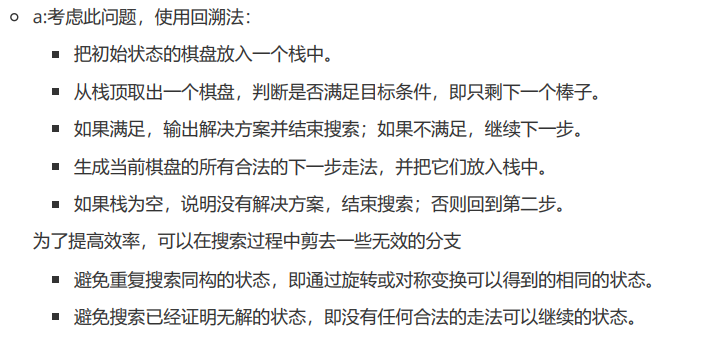 a:考虑此问题，使用回溯法：
把初始状态的棋盘放入一个栈中。
从栈顶取出一个棋盘，判断是否满足目标条件，即只剩下一个棒子。
如果满足，输出解决方案并结束搜索；如果不满足，继续下一步。
生成当前棋盘的所有合法的下一步走法，并把它们放入栈中。
如果栈为空，说明没有解决方案，结束搜索；否则回到第二步。
为了提高效率，可以在搜索过程中剪去一些无效的分支
避免重复搜索同构的状态，即通过旋转或对称变换可以得到的相同的状态。
避免搜索已经证明无解的状态，即没有任何合法的走法可以继续的状态。